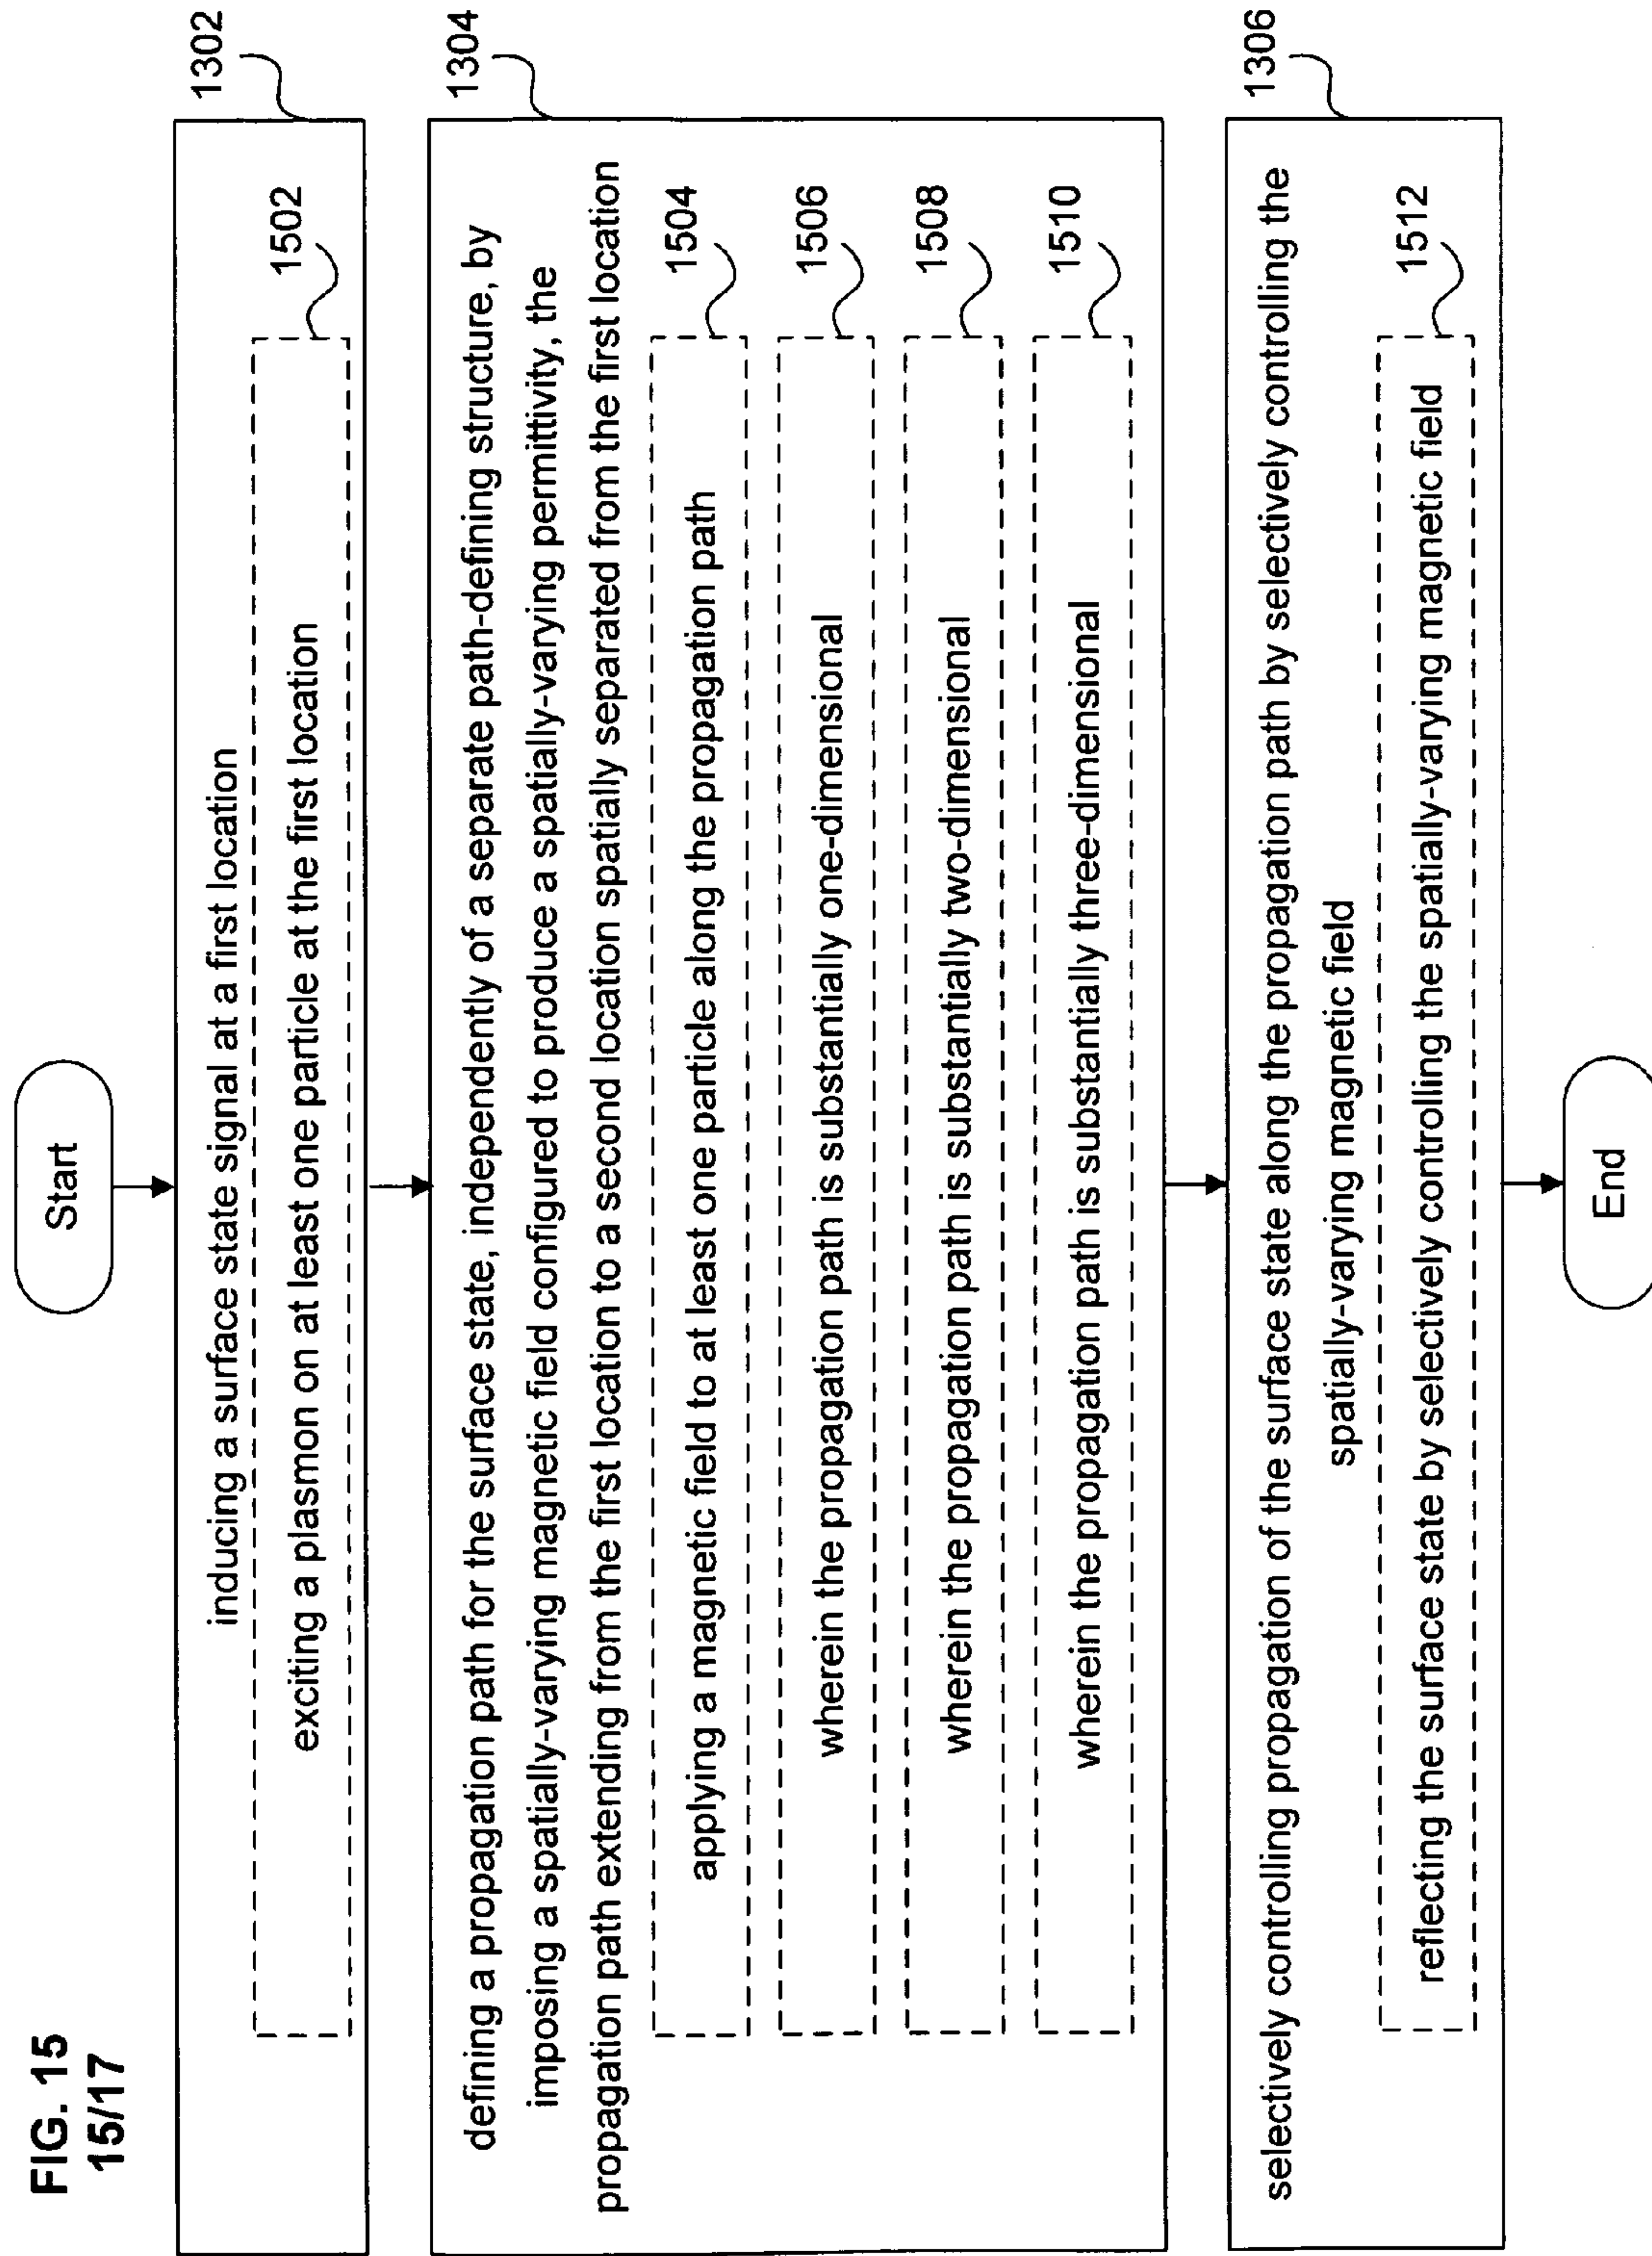 FIG. 15
15/17
Start
1302
inducing a surface state signal at a first location
1502
exciting a plasmon on at least one particle at the first location
1304
defining a propagation path for the surface state, independently of a separate path-defining structure, by
imposing a spatially-varying magnetic field configured to produce a spatially-varying permittivity, the
propagation path extending from the first location to a second location spatially separated from the first location
1504
applying a magnetic field to at least one particle along the propagation path
1506
wherein the propagation path is substantially one-dimensional
1508
wherein the propagation path is substantially two-dimensional
1510
wherein the propagation path is substantially three-dimensional
1306
selectively controlling propagation of the surface state along the propagation path by selectively controlling the
spatially-varying magnetic field
1512
reflecting the surface state by selectively controlling the spatially-varying magnetic field
End